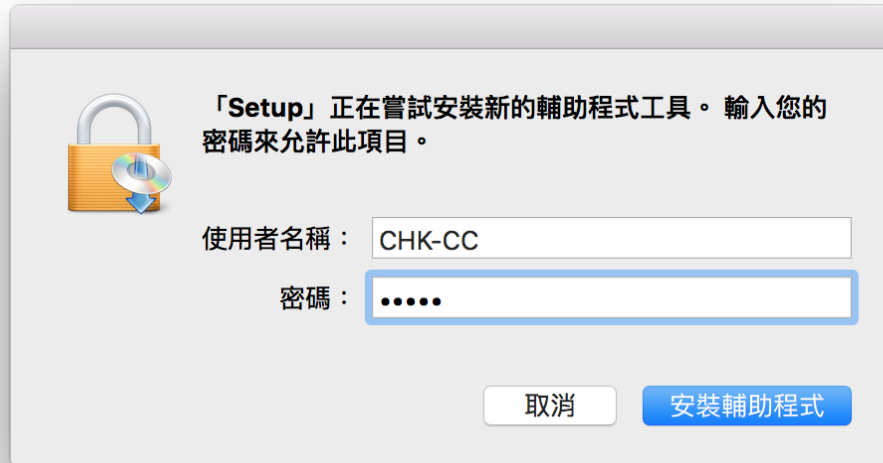 「Setup」正在嘗試安裝新的輔助程式工具。 輸入您的
密碼來允許此項目。
使用者名稱： CHK-CC
密碼： •••••
取消 安裝輔助程式